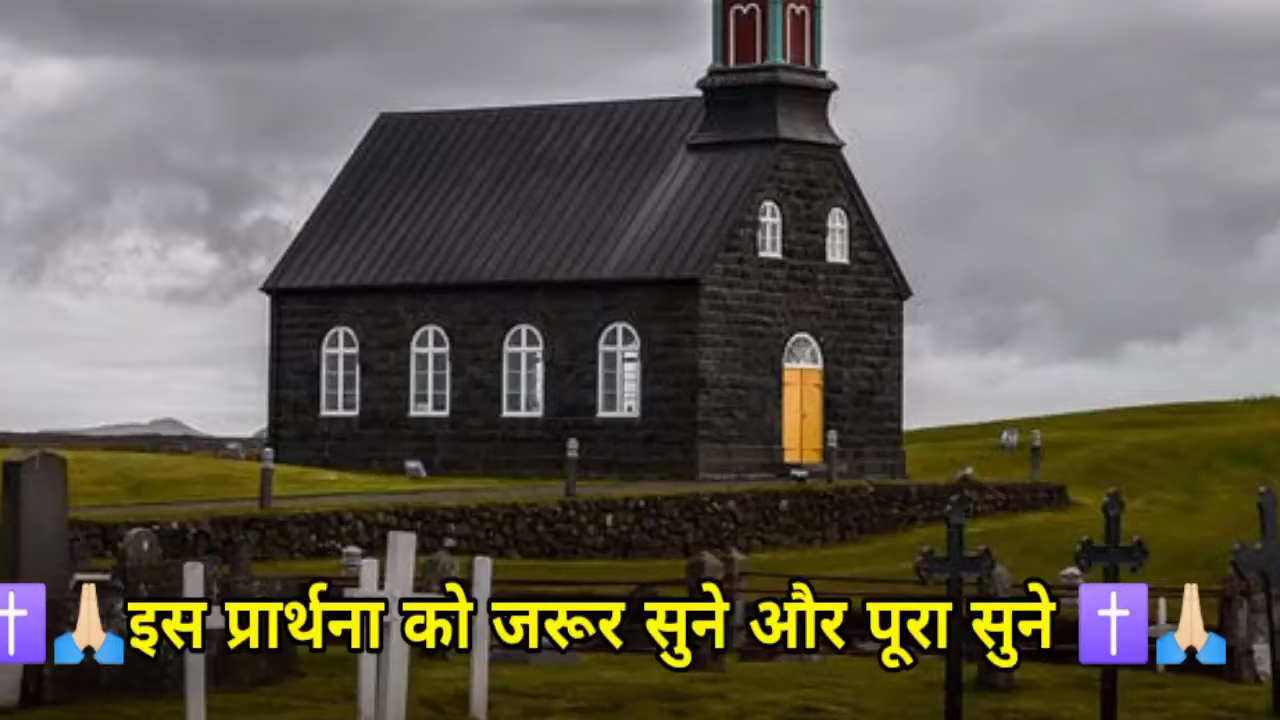 ✝️🙏🏻इस प्रार्थना को जरूर सुने और पूरा सुने ✝️🙏🏻